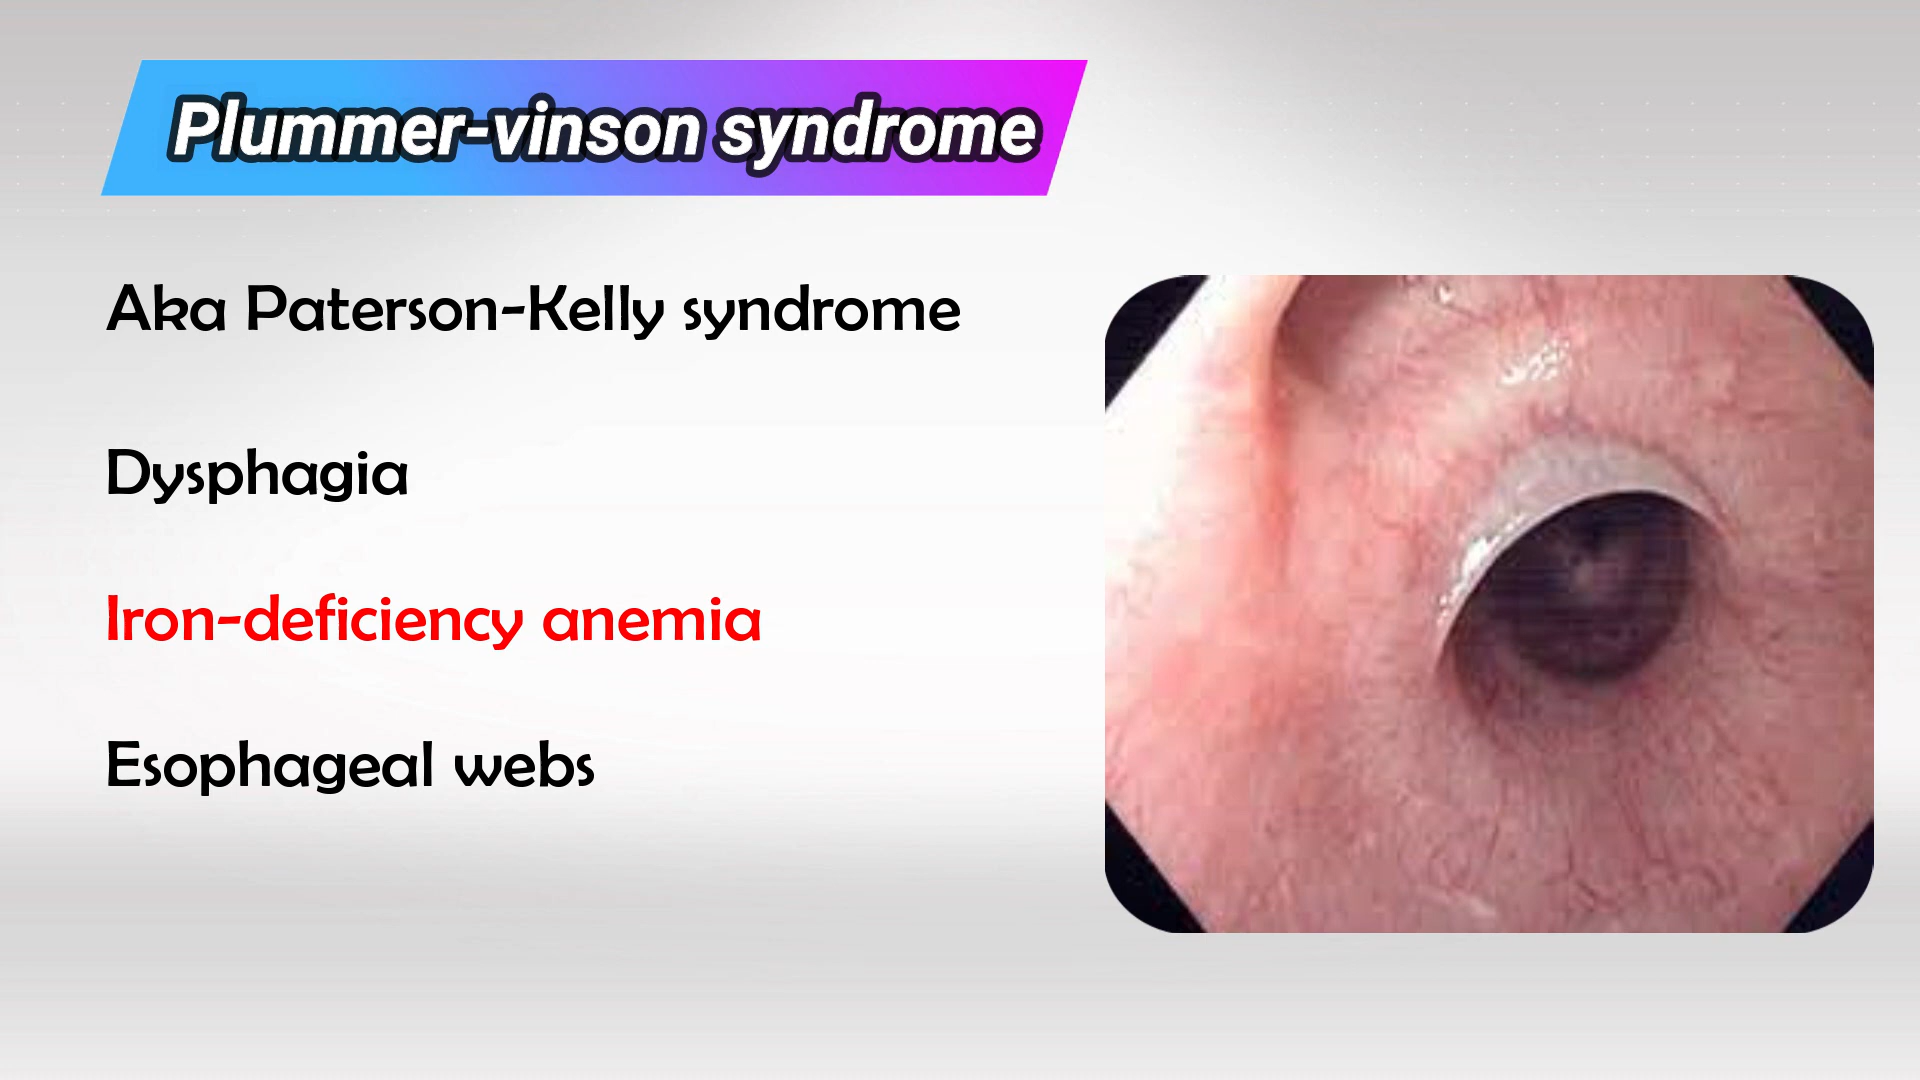 Plummer-vinson syndrome
Aka Paterson-Kelly syndrome
Dysphagia
Iron-deficiency anemia
Esophageal webs